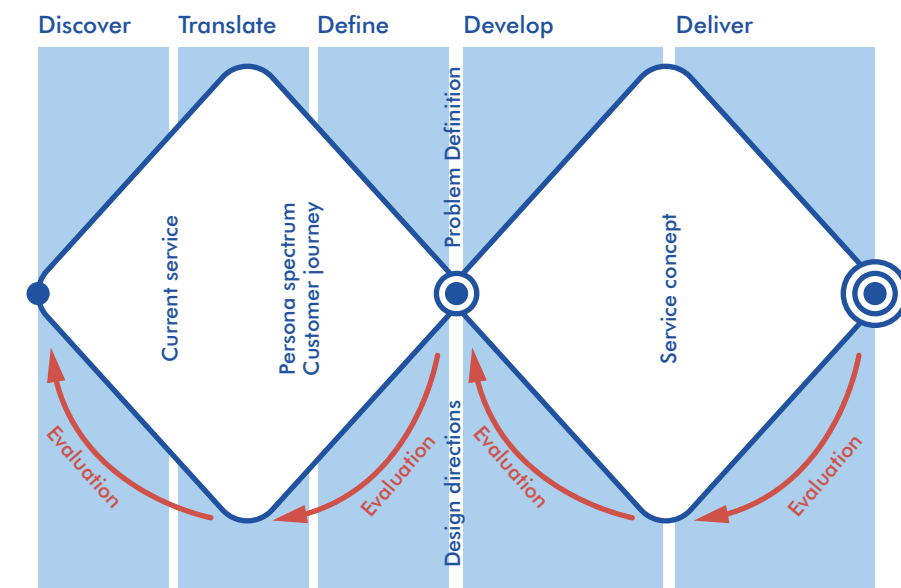 Discover
Translate
Define
Develop
Deliver
Current service
Persona spectrum
Customer journey
Problem Definition
Design directions
Service concept
Evaluation
Evaluation
Evaluation
Evaluation